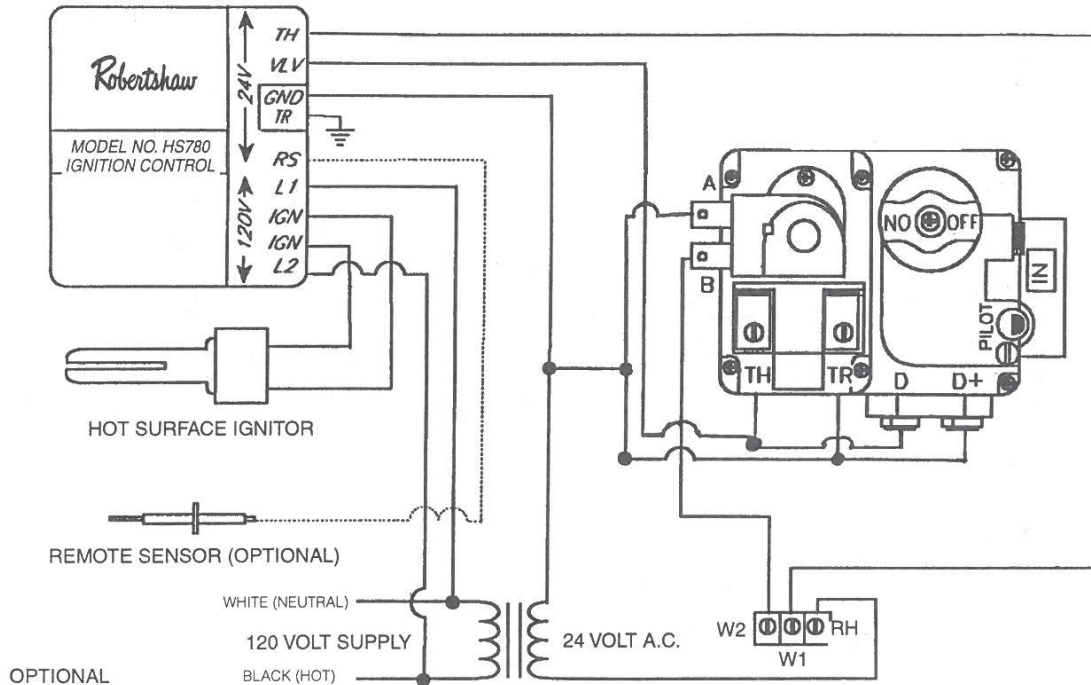 Robertshaw
MODEL NO. HS780
IGNITION CONTROL
24V
120V
TH
VLV
GND
TR
RS
L1
IGN
IGN
L2
A
B
NO
OFF
IN
PILOT
TH
TR
D
D+
HOT SURFACE IGNITOR
REMOTE SENSOR (OPTIONAL)
WHITE (NEUTRAL)
120 VOLT SUPPLY
24 VOLT A.C.
BLACK (HOT)
W2
RH
W1
OPTIONAL